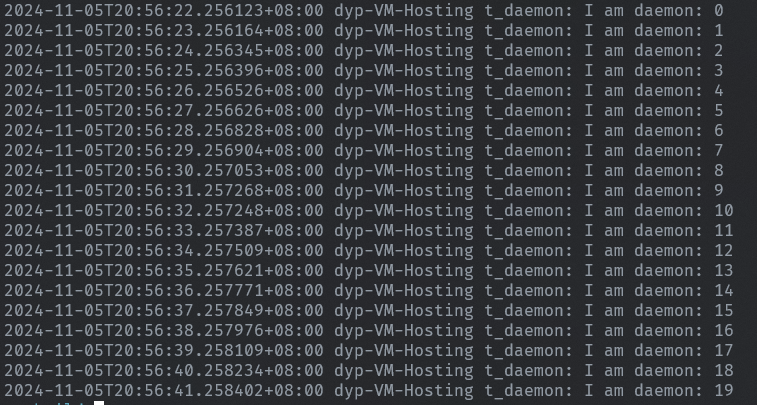 2024-11-05T20:56:22.256123+08:00 dyp-VM-Hosting t_daemon: I am daemon: 0
2024-11-05T20:56:23.256164+08:00 dyp-VM-Hosting t_daemon: I am daemon: 1
2024-11-05T20:56:24.256345+08:00 dyp-VM-Hosting t_daemon: I am daemon: 2
2024-11-05T20:56:25.256396+08:00 dyp-VM-Hosting t_daemon: I am daemon: 3
2024-11-05T20:56:26.256526+08:00 dyp-VM-Hosting t_daemon: I am daemon: 4
2024-11-05T20:56:27.256626+08:00 dyp-VM-Hosting t_daemon: I am daemon: 5
2024-11-05T20:56:28.256828+08:00 dyp-VM-Hosting t_daemon: I am daemon: 6
2024-11-05T20:56:29.256904+08:00 dyp-VM-Hosting t_daemon: I am daemon: 7
2024-11-05T20:56:30.257053+08:00 dyp-VM-Hosting t_daemon: I am daemon: 8
2024-11-05T20:56:31.257268+08:00 dyp-VM-Hosting t_daemon: I am daemon: 9
2024-11-05T20:56:32.257248+08:00 dyp-VM-Hosting t_daemon: I am daemon: 10
2024-11-05T20:56:33.257387+08:00 dyp-VM-Hosting t_daemon: I am daemon: 11
2024-11-05T20:56:34.257509+08:00 dyp-VM-Hosting t_daemon: I am daemon: 12
2024-11-05T20:56:35.257621+08:00 dyp-VM-Hosting t_daemon: I am daemon: 13
2024-11-05T20:56:36.257771+08:00 dyp-VM-Hosting t_daemon: I am daemon: 14
2024-11-05T20:56:37.257849+08:00 dyp-VM-Hosting t_daemon: I am daemon: 15
2024-11-05T20:56:38.257976+08:00 dyp-VM-Hosting t_daemon: I am daemon: 16
2024-11-05T20:56:39.258109+08:00 dyp-VM-Hosting t_daemon: I am daemon: 17
2024-11-05T20:56:40.258234+08:00 dyp-VM-Hosting t_daemon: I am daemon: 18
2024-11-05T20:56:41.258402+08:00 dyp-VM-Hosting t_daemon: I am daemon: 19